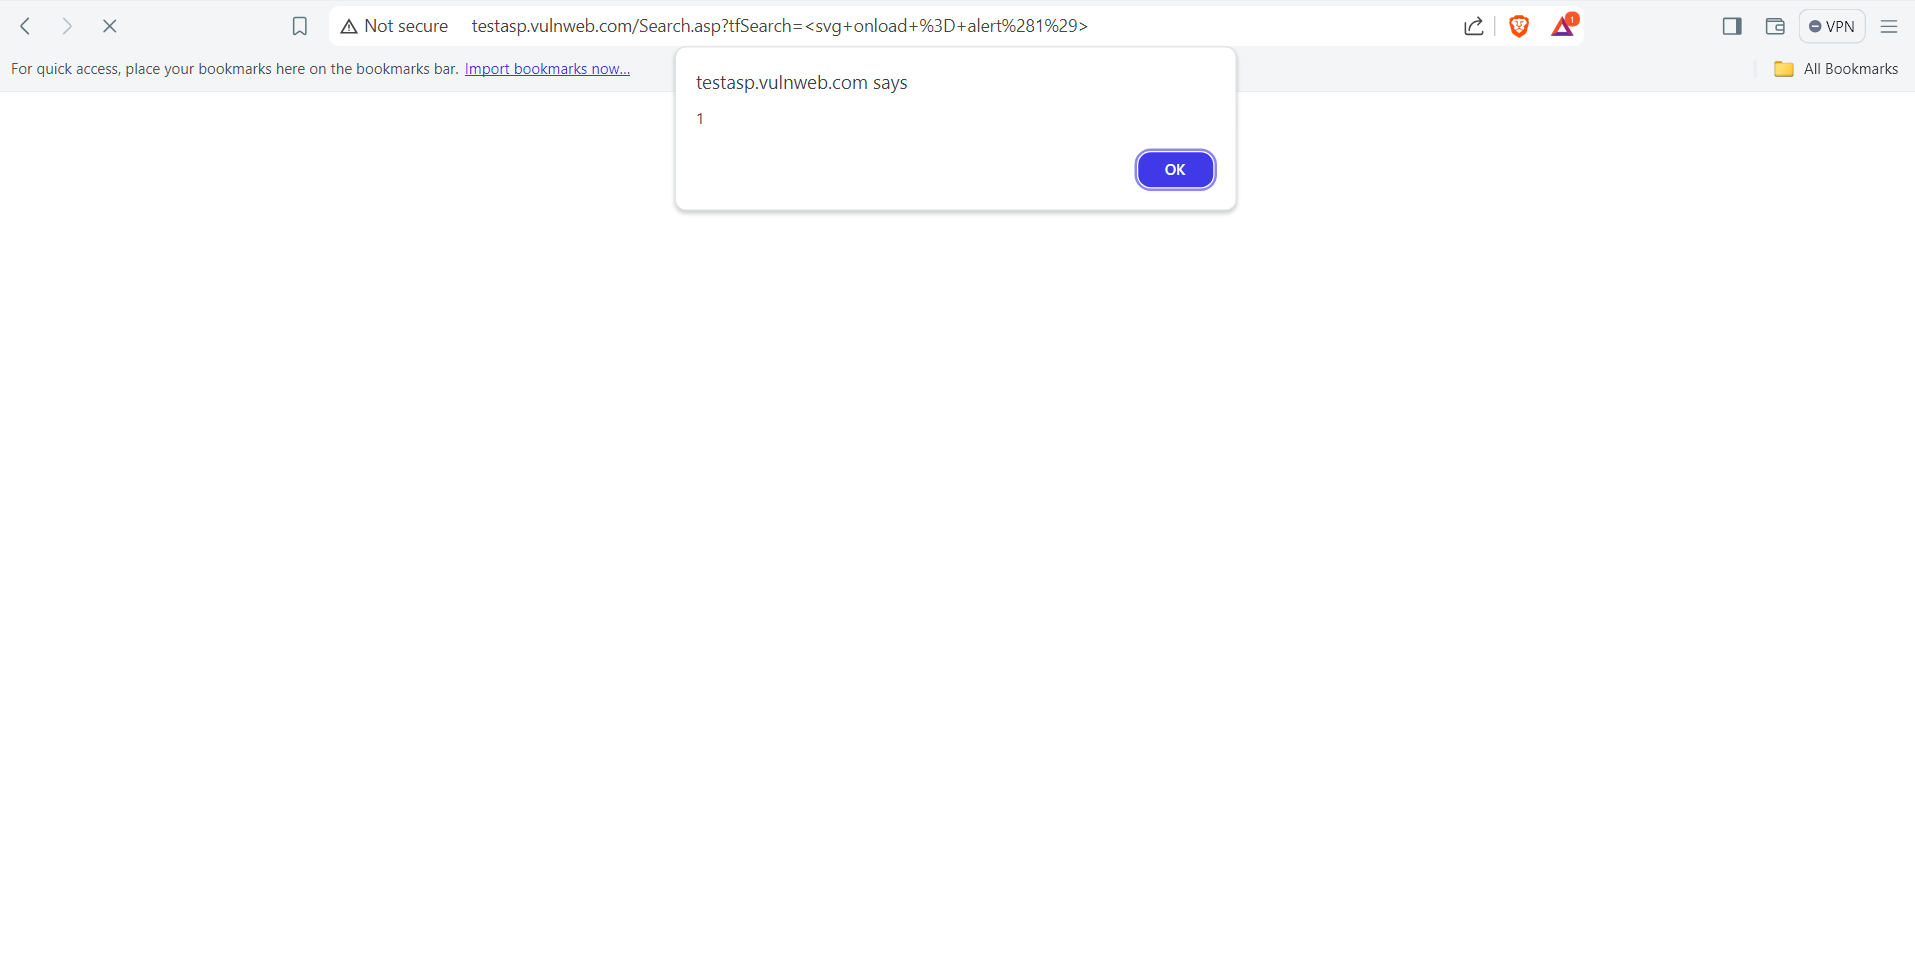 Not secure testasp.vulnweb.com/Search.asp?tfSearch=<svg+onload+%3D+alert%281%29> 1 VPN
For quick access, place your bookmarks here on the bookmarks bar. Import bookmarks now... All Bookmarks
testasp.vulnweb.com says
1
OK